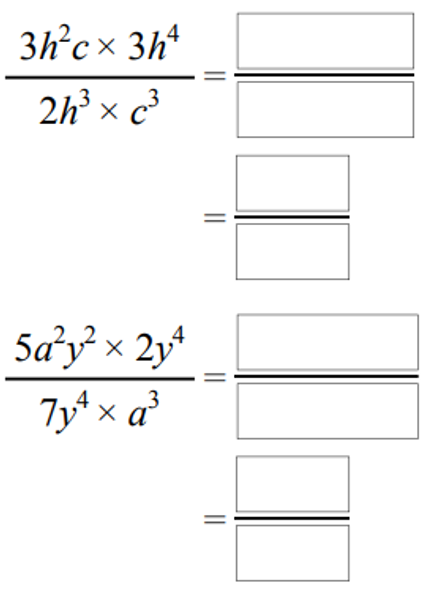 3h²c × 3h⁴
=
2h³ × c³
=
5a²y² × 2y⁴
=
7y⁴ × a³
=